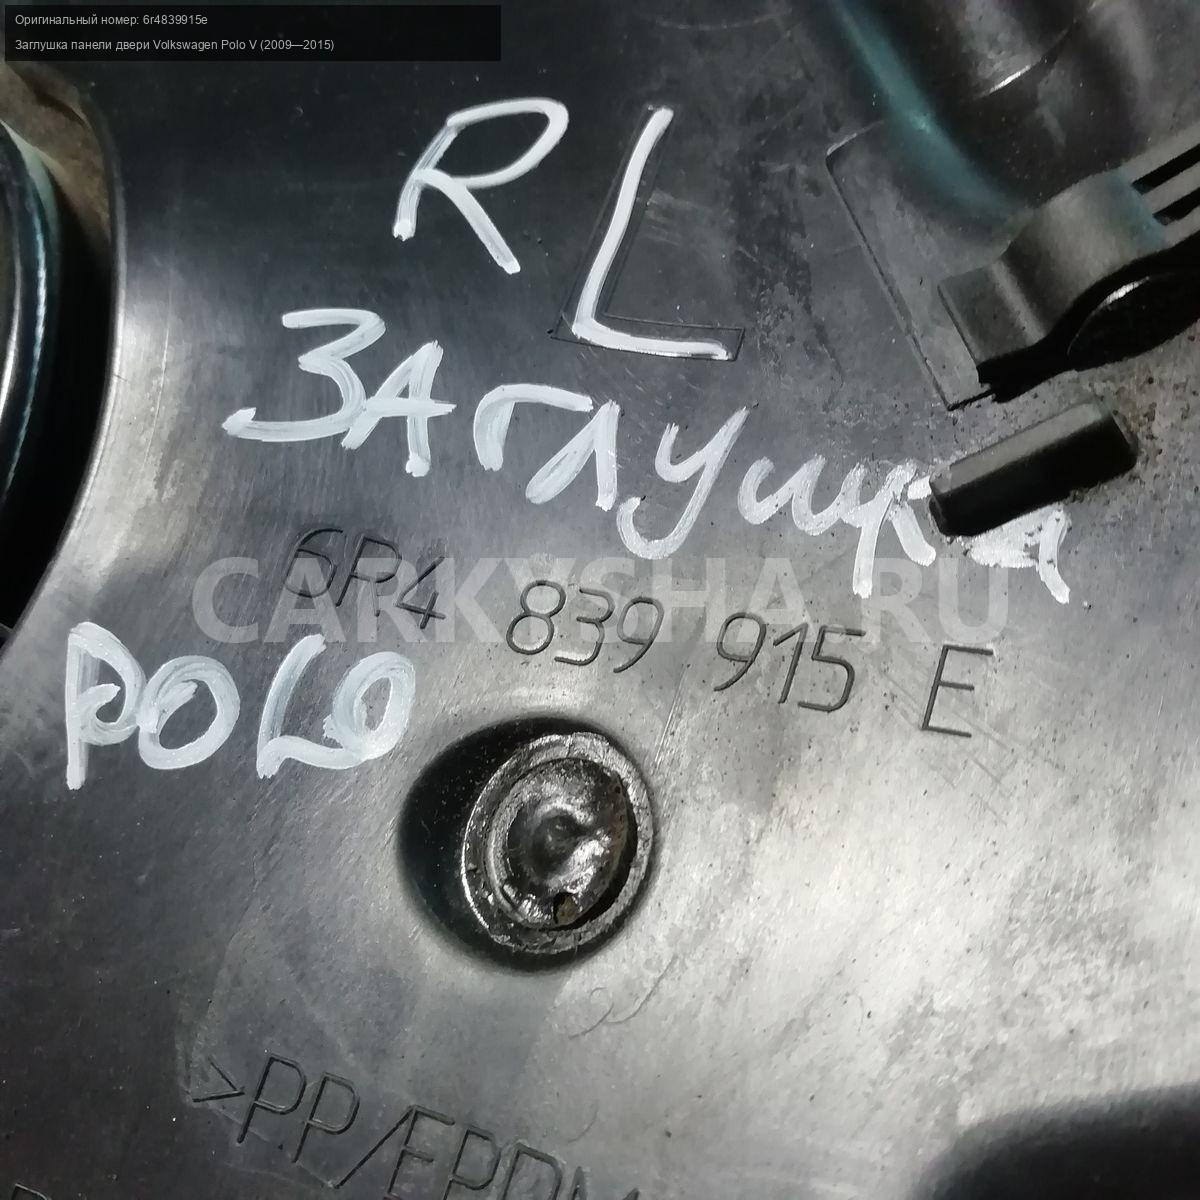 Оригинальный номер: 6r4839915e
Заглушка панели двери Volkswagen Polo V (2009—2015)
R L
ЗАГЛУШКА
6R4 839 915 E
CARKYSHA.RU
POLO
>PP/EPDM